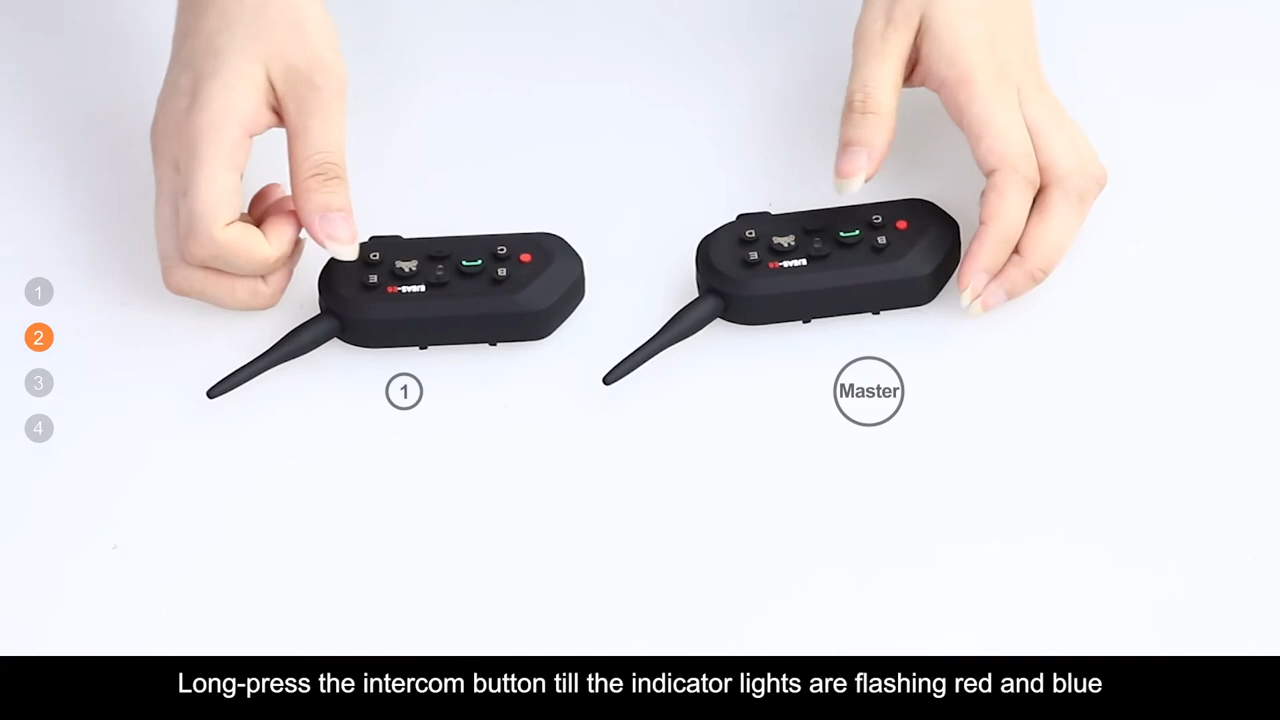 1
2
3
4
D
E
C
B
D
E
C
B
1
Master
Long-press the intercom button till the indicator lights are flashing red and blue